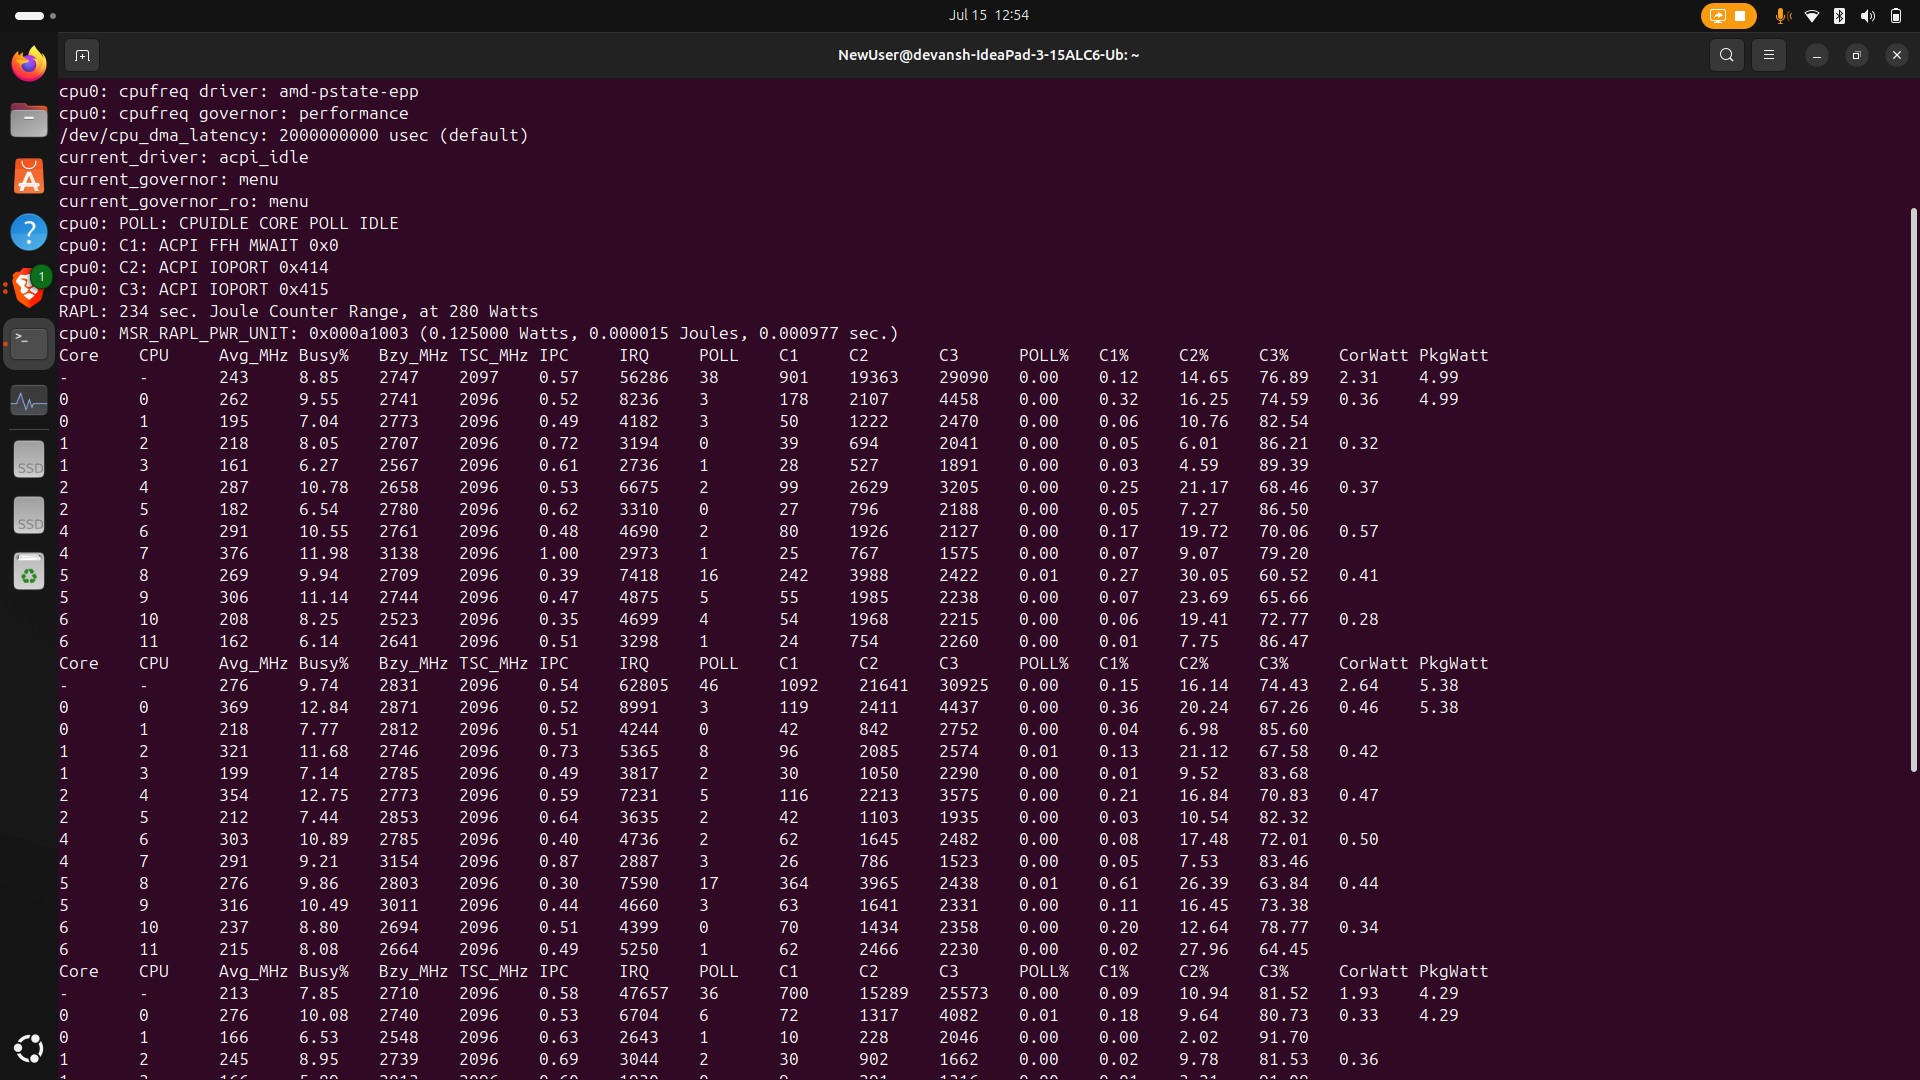 Jul 15 12:54
NewUser@devansh-IdeaPad-3-15ALC6-Ub: ~
cpu0: cpufreq driver: amd-pstate-epp
cpu0: cpufreq governor: performance
/dev/cpu_dma_latency: 2000000000 usec (default)
current_driver: acpi_idle
current_governor: menu
current_governor_ro: menu
cpu0: POLL: CPUIDLE CORE POLL IDLE
cpu0: C1: ACPI FFH MWAIT 0x0
cpu0: C2: ACPI IOPORT 0x414
cpu0: C3: ACPI IOPORT 0x415
RAPL: 234 sec. Joule Counter Range, at 280 Watts
cpu0: MSR_RAPL_PWR_UNIT: 0x000a1003 (0.125000 Watts, 0.000015 Joules, 0.000977 sec.)
Core CPU Avg_MHz Busy% Bzy_MHz TSC_MHz IPC IRQ POLL C1 C2 C3 POLL% C1% C2% C3% CorWatt PkgWatt
- - 243 8.85 2747 2097 0.57 56286 38 901 19363 29090 0.00 0.12 14.65 76.89 2.31 4.99
0 0 262 9.55 2741 2096 0.52 8236 3 178 2107 4458 0.00 0.32 16.25 74.59 0.36 4.99
0 1 195 7.04 2773 2096 0.49 4182 3 50 1222 2470 0.00 0.06 10.76 82.54
1 2 218 8.05 2707 2096 0.72 3194 0 39 694 2041 0.00 0.05 6.01 86.21 0.32
1 3 161 6.27 2567 2096 0.61 2736 1 28 527 1891 0.00 0.03 4.59 89.39
2 4 287 10.78 2658 2096 0.53 6675 2 99 2629 3205 0.00 0.25 21.17 68.46 0.37
2 5 182 6.54 2780 2096 0.62 3310 0 27 796 2188 0.00 0.05 7.27 86.50
4 6 291 10.55 2761 2096 0.48 4690 2 80 1926 2127 0.00 0.17 19.72 70.06 0.57
4 7 376 11.98 3138 2096 1.00 2973 1 25 767 1575 0.00 0.07 9.07 79.20
5 8 269 9.94 2709 2096 0.39 7418 16 242 3988 2422 0.01 0.27 30.05 60.52 0.41
5 9 306 11.14 2744 2096 0.47 4875 5 55 1985 2238 0.00 0.07 23.69 65.66
6 10 208 8.25 2523 2096 0.35 4699 4 54 1968 2215 0.00 0.06 19.41 72.77 0.28
6 11 162 6.14 2641 2096 0.51 3298 1 24 754 2260 0.00 0.01 7.75 86.47
Core CPU Avg_MHz Busy% Bzy_MHz TSC_MHz IPC IRQ POLL C1 C2 C3 POLL% C1% C2% C3% CorWatt PkgWatt
- - 276 9.74 2831 2096 0.54 62805 46 1092 21641 30925 0.00 0.15 16.14 74.43 2.64 5.38
0 0 369 12.84 2871 2096 0.52 8991 3 119 2411 4437 0.00 0.36 20.24 67.26 0.46 5.38
0 1 218 7.77 2812 2096 0.51 4244 0 42 842 2752 0.00 0.04 6.98 85.60
1 2 321 11.68 2746 2096 0.73 5365 8 96 2085 2574 0.01 0.13 21.12 67.58 0.42
1 3 199 7.14 2785 2096 0.49 3817 2 30 1050 2290 0.00 0.01 9.52 83.68
2 4 354 12.75 2773 2096 0.59 7231 5 116 2213 3575 0.00 0.21 16.84 70.83 0.47
2 5 212 7.44 2853 2096 0.64 3635 2 42 1103 1935 0.00 0.03 10.54 82.32
4 6 303 10.89 2785 2096 0.40 4736 2 62 1645 2482 0.00 0.08 17.48 72.01 0.50
4 7 291 9.21 3154 2096 0.87 2887 3 26 786 1523 0.00 0.05 7.53 83.46
5 8 276 9.86 2803 2096 0.30 7590 17 364 3965 2438 0.01 0.61 26.39 63.84 0.44
5 9 316 10.49 3011 2096 0.44 4660 3 63 1641 2331 0.00 0.11 16.45 73.38
6 10 237 8.80 2694 2096 0.51 4399 0 70 1434 2358 0.00 0.20 12.64 78.77 0.34
6 11 215 8.08 2664 2096 0.49 5250 1 62 2466 2230 0.00 0.02 27.96 64.45
Core CPU Avg_MHz Busy% Bzy_MHz TSC_MHz IPC IRQ POLL C1 C2 C3 POLL% C1% C2% C3% CorWatt PkgWatt
- - 213 7.85 2710 2096 0.58 47657 36 700 15289 25573 0.00 0.09 10.94 81.52 1.93 4.29
0 0 276 10.08 2740 2096 0.53 6704 6 72 1317 4082 0.01 0.18 9.64 80.73 0.33 4.29
0 1 166 6.53 2548 2096 0.63 2643 1 10 228 2046 0.00 0.00 2.02 91.70
1 2 245 8.95 2739 2096 0.69 3044 2 30 902 1662 0.00 0.02 9.78 81.53 0.36
SSD
SSD
1